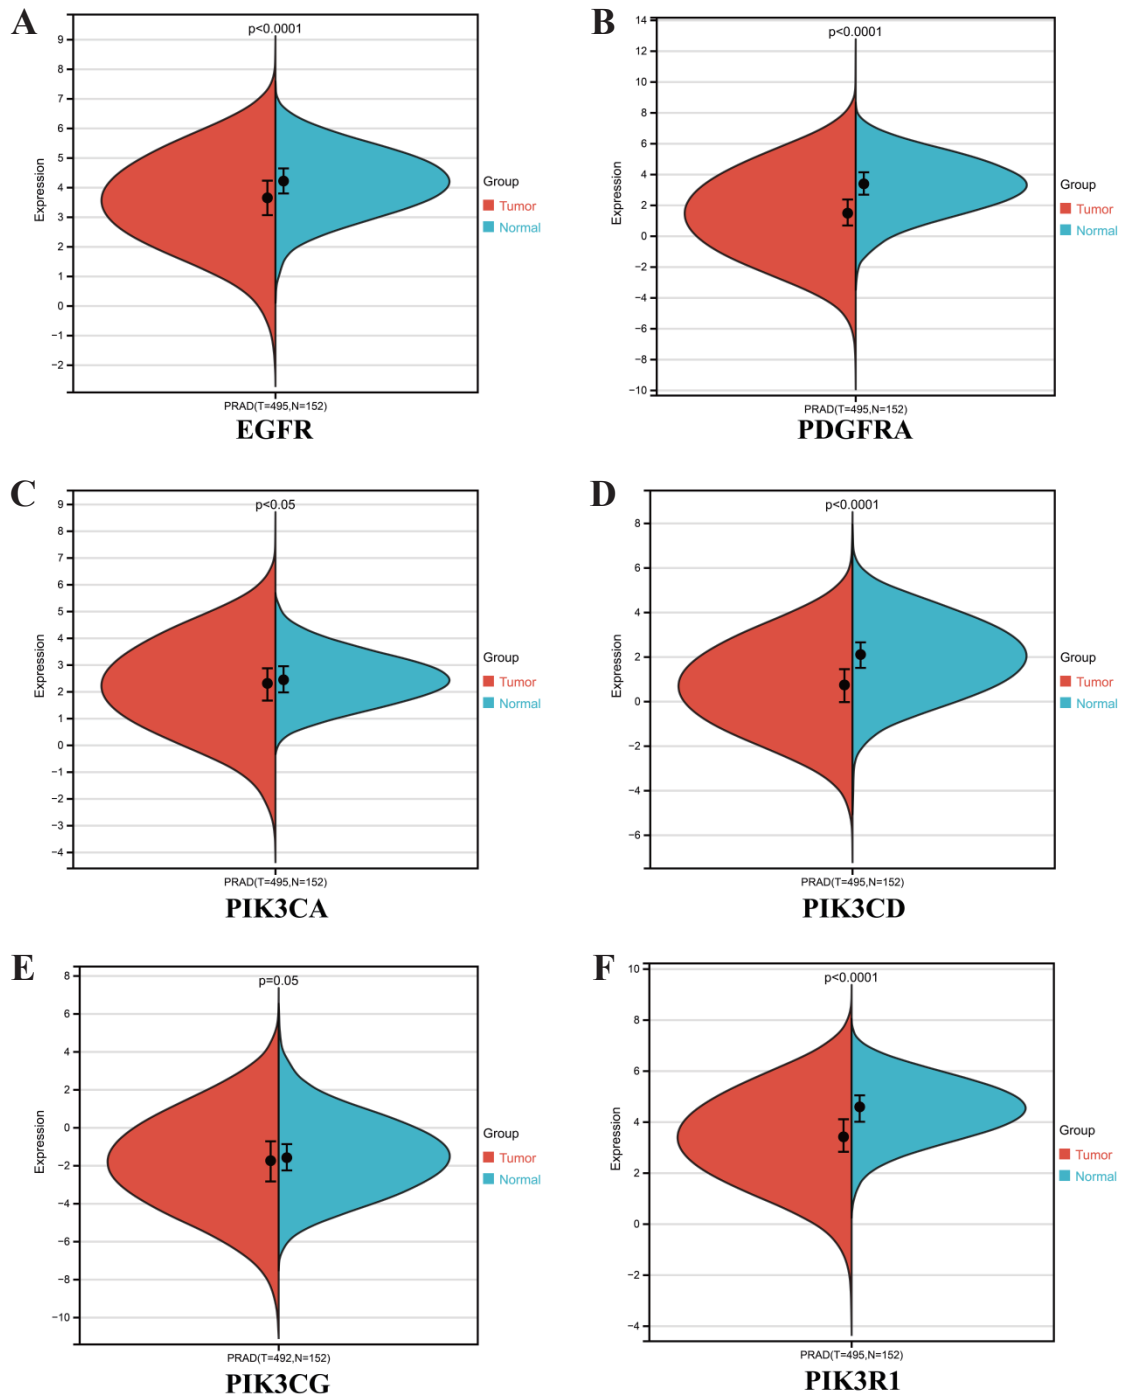 A
p<0.0001
9
8
7
6
5
4
3
2
1
0
−1
−2
Expression
Group
Tumor
Normal
PRAD(T=495,N=152)
EGFR
B
p<0.0001
14
12
10
8
6
4
2
0
−2
−4
−6
−8
−10
Expression
Group
Tumor
Normal
PRAD(T=495,N=152)
PDGFRA
C
p<0.05
9
8
7
6
5
4
3
2
1
0
−1
−2
−3
−4
Expression
Group
Tumor
Normal
PRAD(T=495,N=152)
PIK3CA
D
p<0.0001
8
6
4
2
0
−2
−4
−6
Expression
Group
Tumor
Normal
PRAD(T=495,N=152)
PIK3CD
E
p=0.05
8
6
4
2
0
−2
−4
−6
−8
−10
Expression
Group
Tumor
Normal
PRAD(T=492,N=152)
PIK3CG
F
p<0.0001
10
8
6
4
2
0
−2
−4
Expression
Group
Tumor
Normal
PRAD(T=495,N=152)
PIK3R1